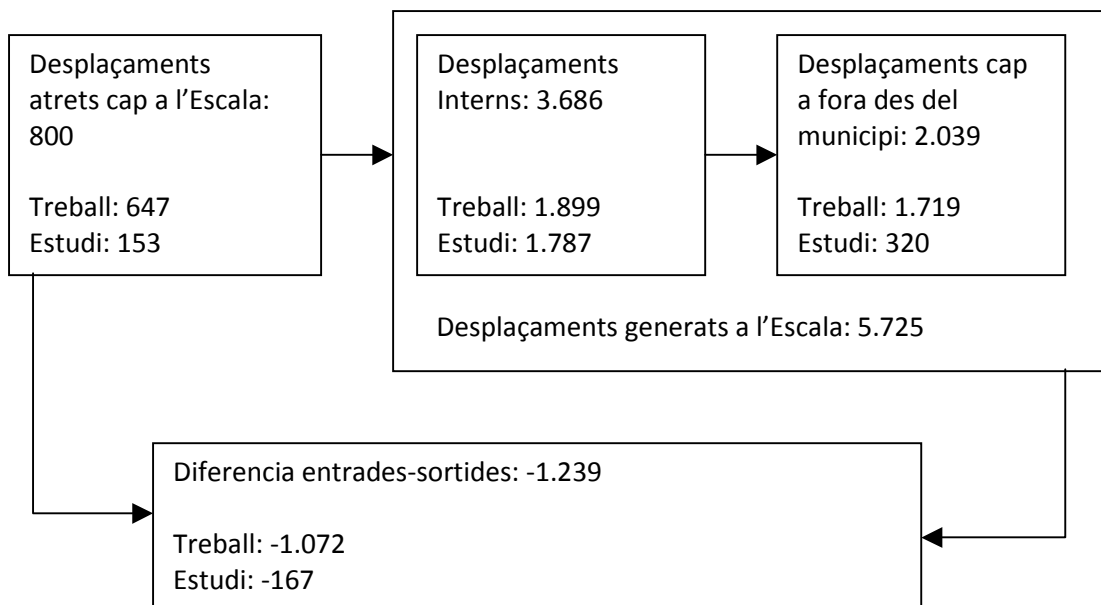 Desplaçaments
atrets cap a l’Escala:
800
Treball: 647
Estudi: 153
Desplaçaments
Interns: 3.686
Treball: 1.899
Estudi: 1.787
Desplaçaments cap
a fora des del
municipi: 2.039
Treball: 1.719
Estudi: 320
Desplaçaments generats a l’Escala: 5.725
Diferencia entrades-sortides: -1.239
Treball: -1.072
Estudi: -167